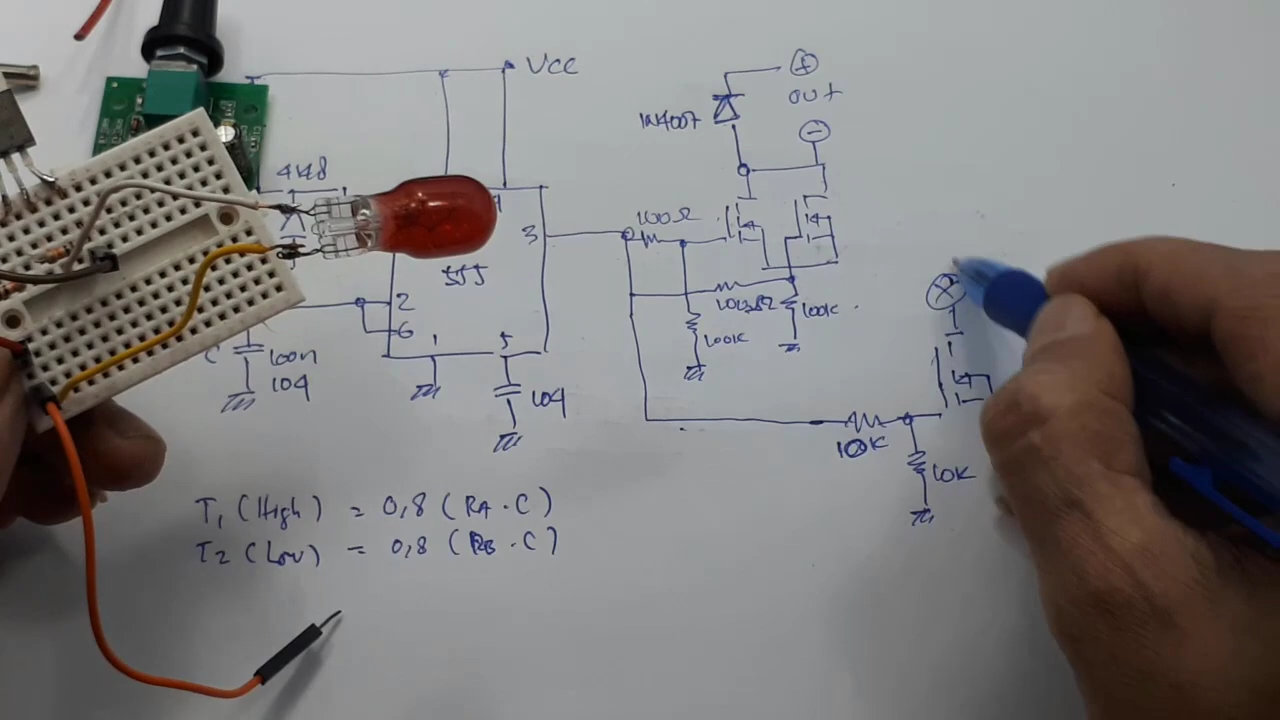 Vcc
+
OUT
-
1N4007
4148
100Ω
3
555
2
6
1
5
100K
100K
C
100n
104
104
100K
10K
T1 (High) = 0,8 (RA . C)
T2 (Low) = 0,8 (RB . C)